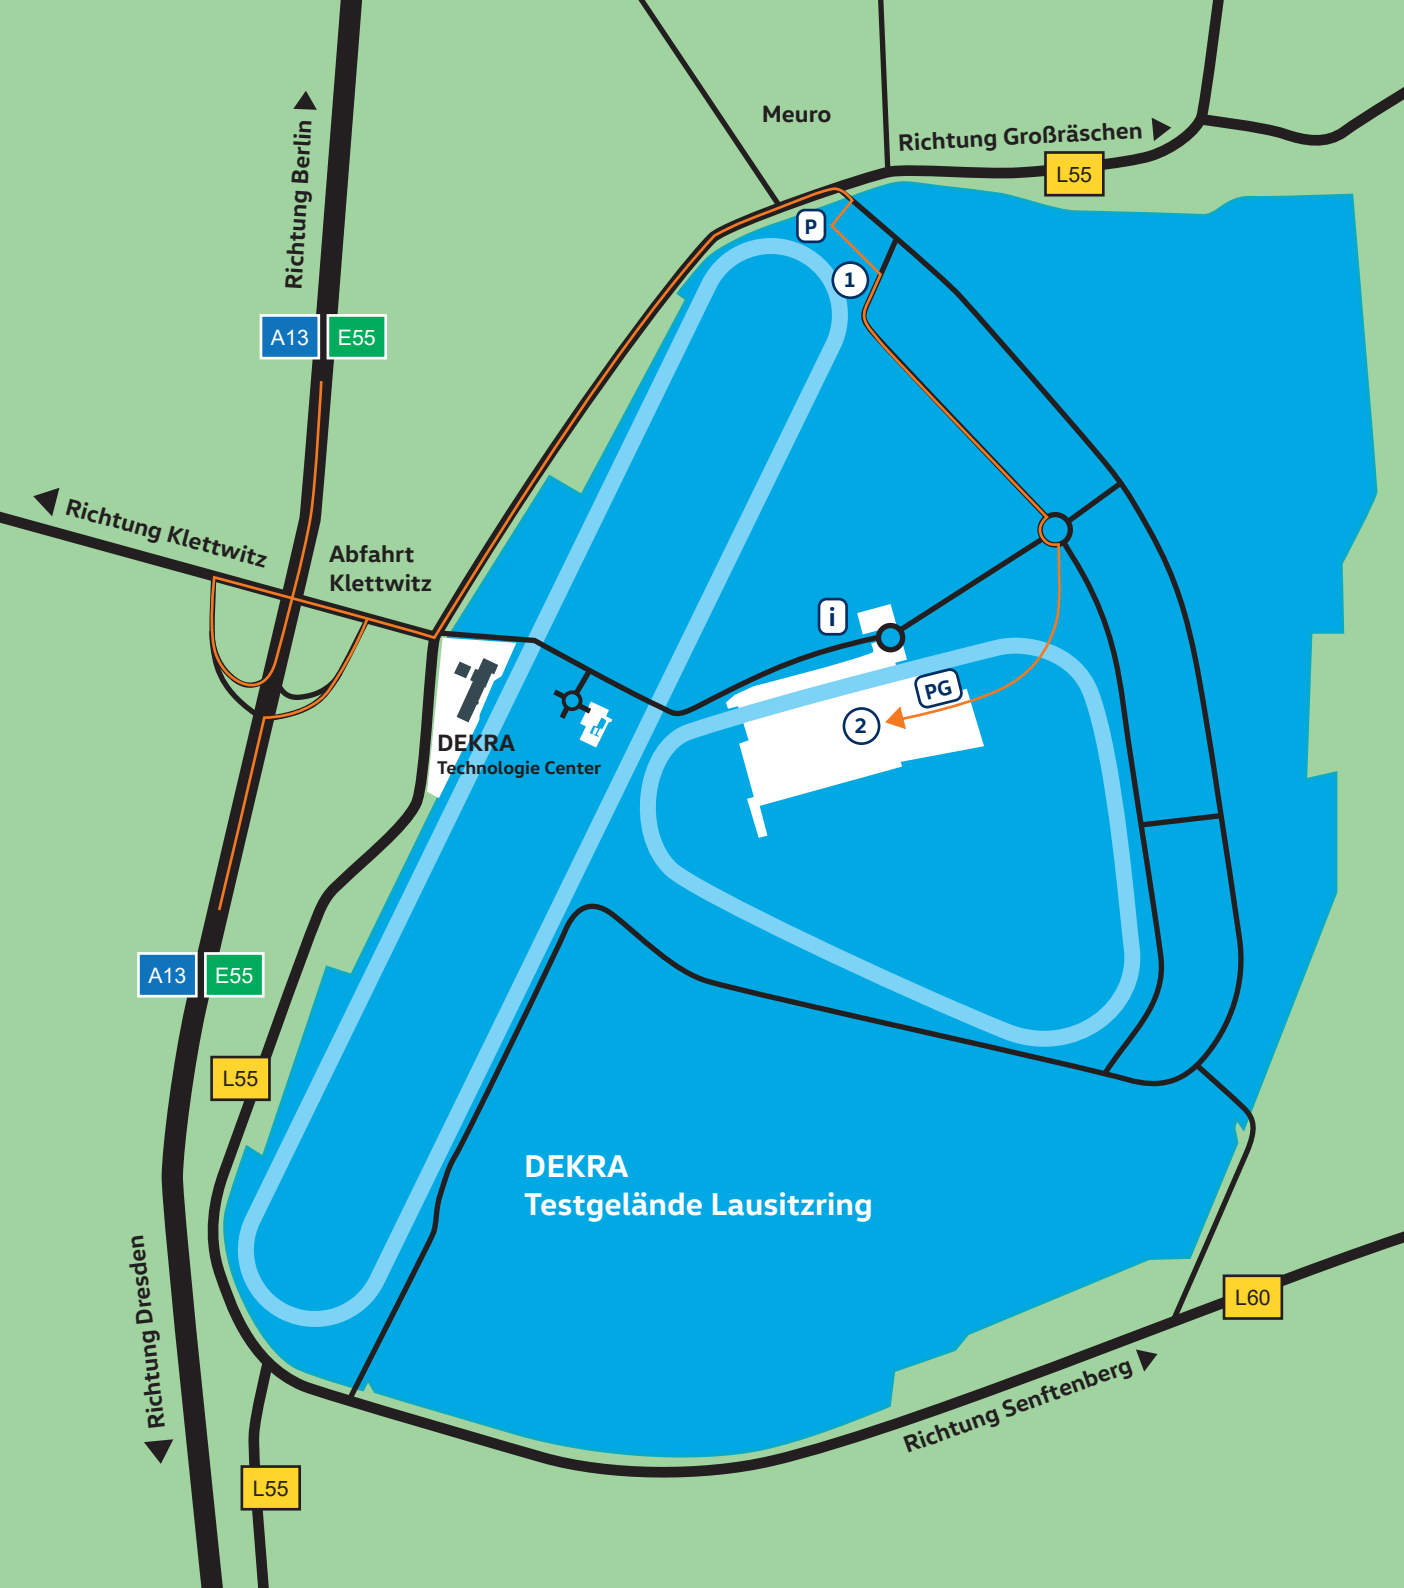 Meuro
Richtung Großräschen
L55
Richtung Berlin
P
1
A13
E55
Richtung Klettwitz
Abfahrt
Klettwitz
i
PG
2
DEKRA
Technologie Center
A13
E55
L55
DEKRA
Testgelände Lausitzring
Richtung Dresden
L60
Richtung Senftenberg
L55